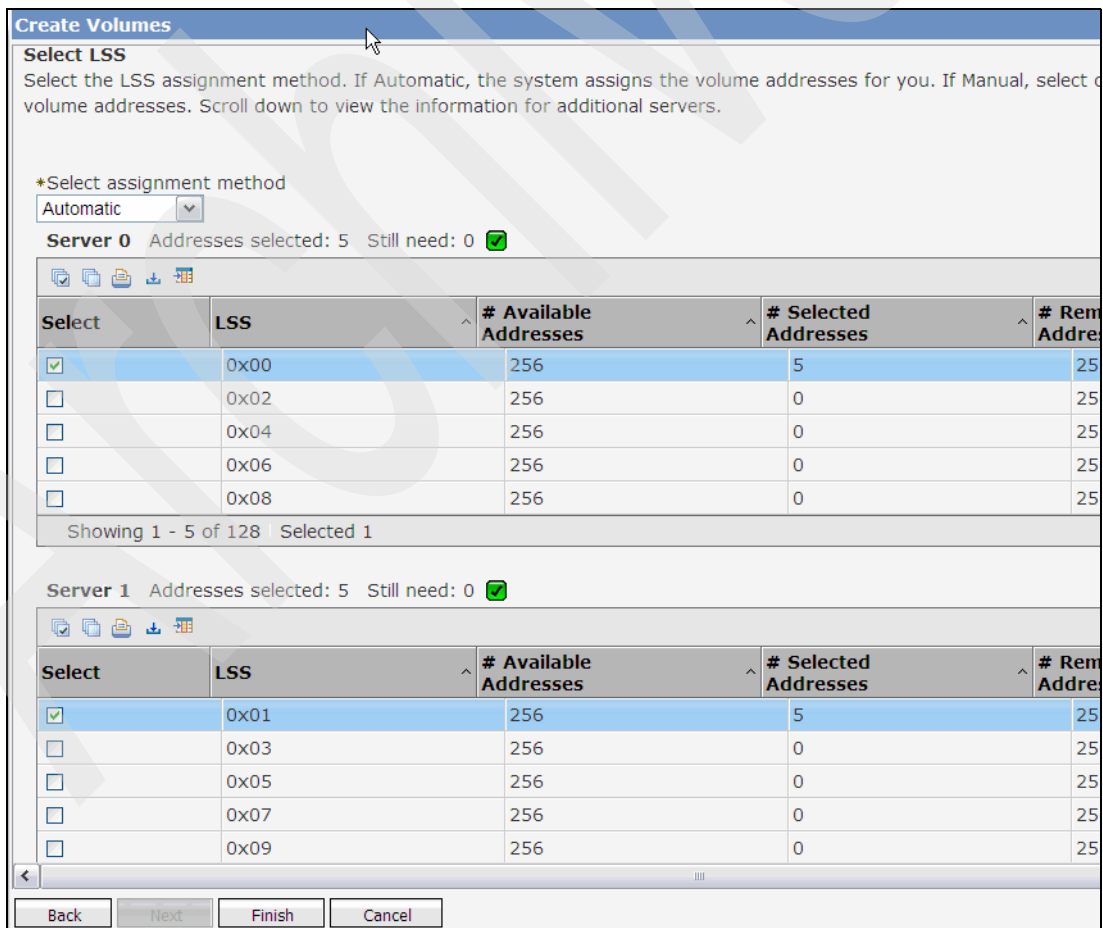 Create Volumes
Select LSS
Select the LSS assignment method. If Automatic, the system assigns the volume addresses for you. If Manual, select
volume addresses. Scroll down to view the information for additional servers.
*Select assignment method
Automatic
Server 0 Addresses selected: 5 Still need: 0
Select LSS # Available Addresses # Selected Addresses # Rem Addre
0x00 256 5 25
0x02 256 0 25
0x04 256 0 25
0x06 256 0 25
0x08 256 0 25
Showing 1 - 5 of 128 Selected 1
Server 1 Addresses selected: 5 Still need: 0
Select LSS # Available Addresses # Selected Addresses # Rem Addre
0x01 256 5 25
0x03 256 0 25
0x05 256 0 25
0x07 256 0 25
0x09 256 0 25
Back Next Finish Cancel